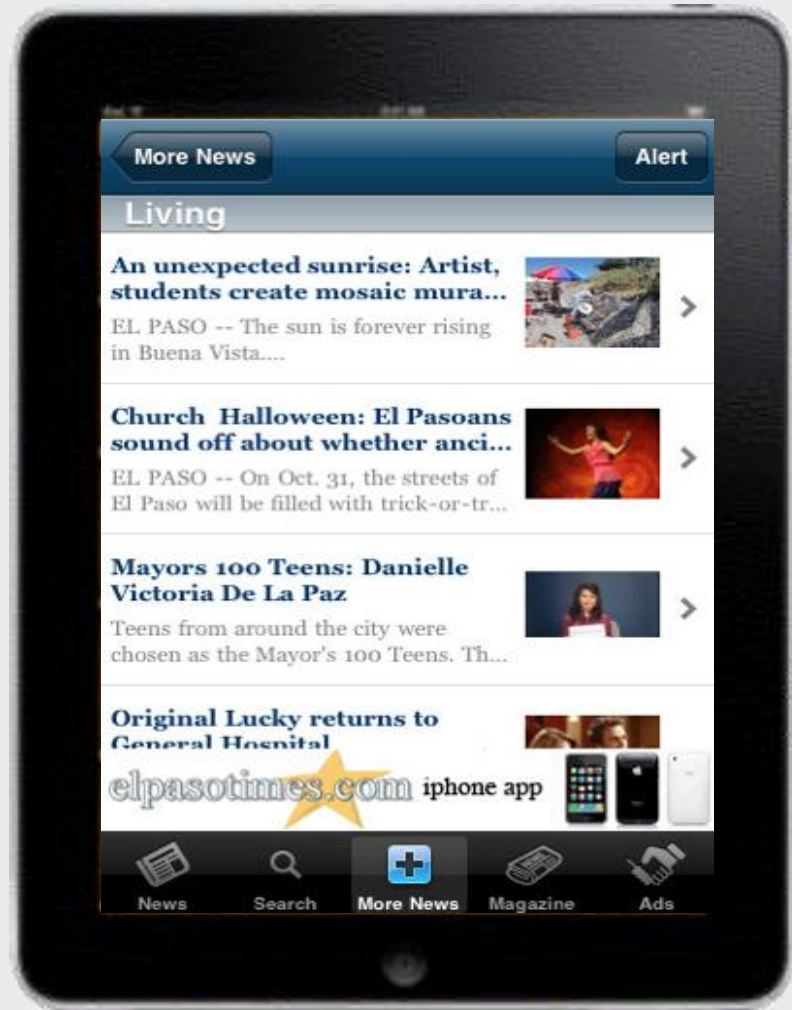 More News
Alert
Living
An unexpected sunrise: Artist,
students create mosaic mura...
EL PASO -- The sun is forever rising
in Buena Vista....
Church  Halloween: El Pasoans
sound off about whether anci...
EL PASO -- On Oct. 31, the streets of
El Paso will be filled with trick-or-tr...
Mayors 100 Teens: Danielle
Victoria De La Paz
Teens from around the city were
chosen as the Mayor's 100 Teens. Th...
Original Lucky returns to
General Hospital
elpasotimes.com iphone app
News
Search
More News
Magazine
Ads